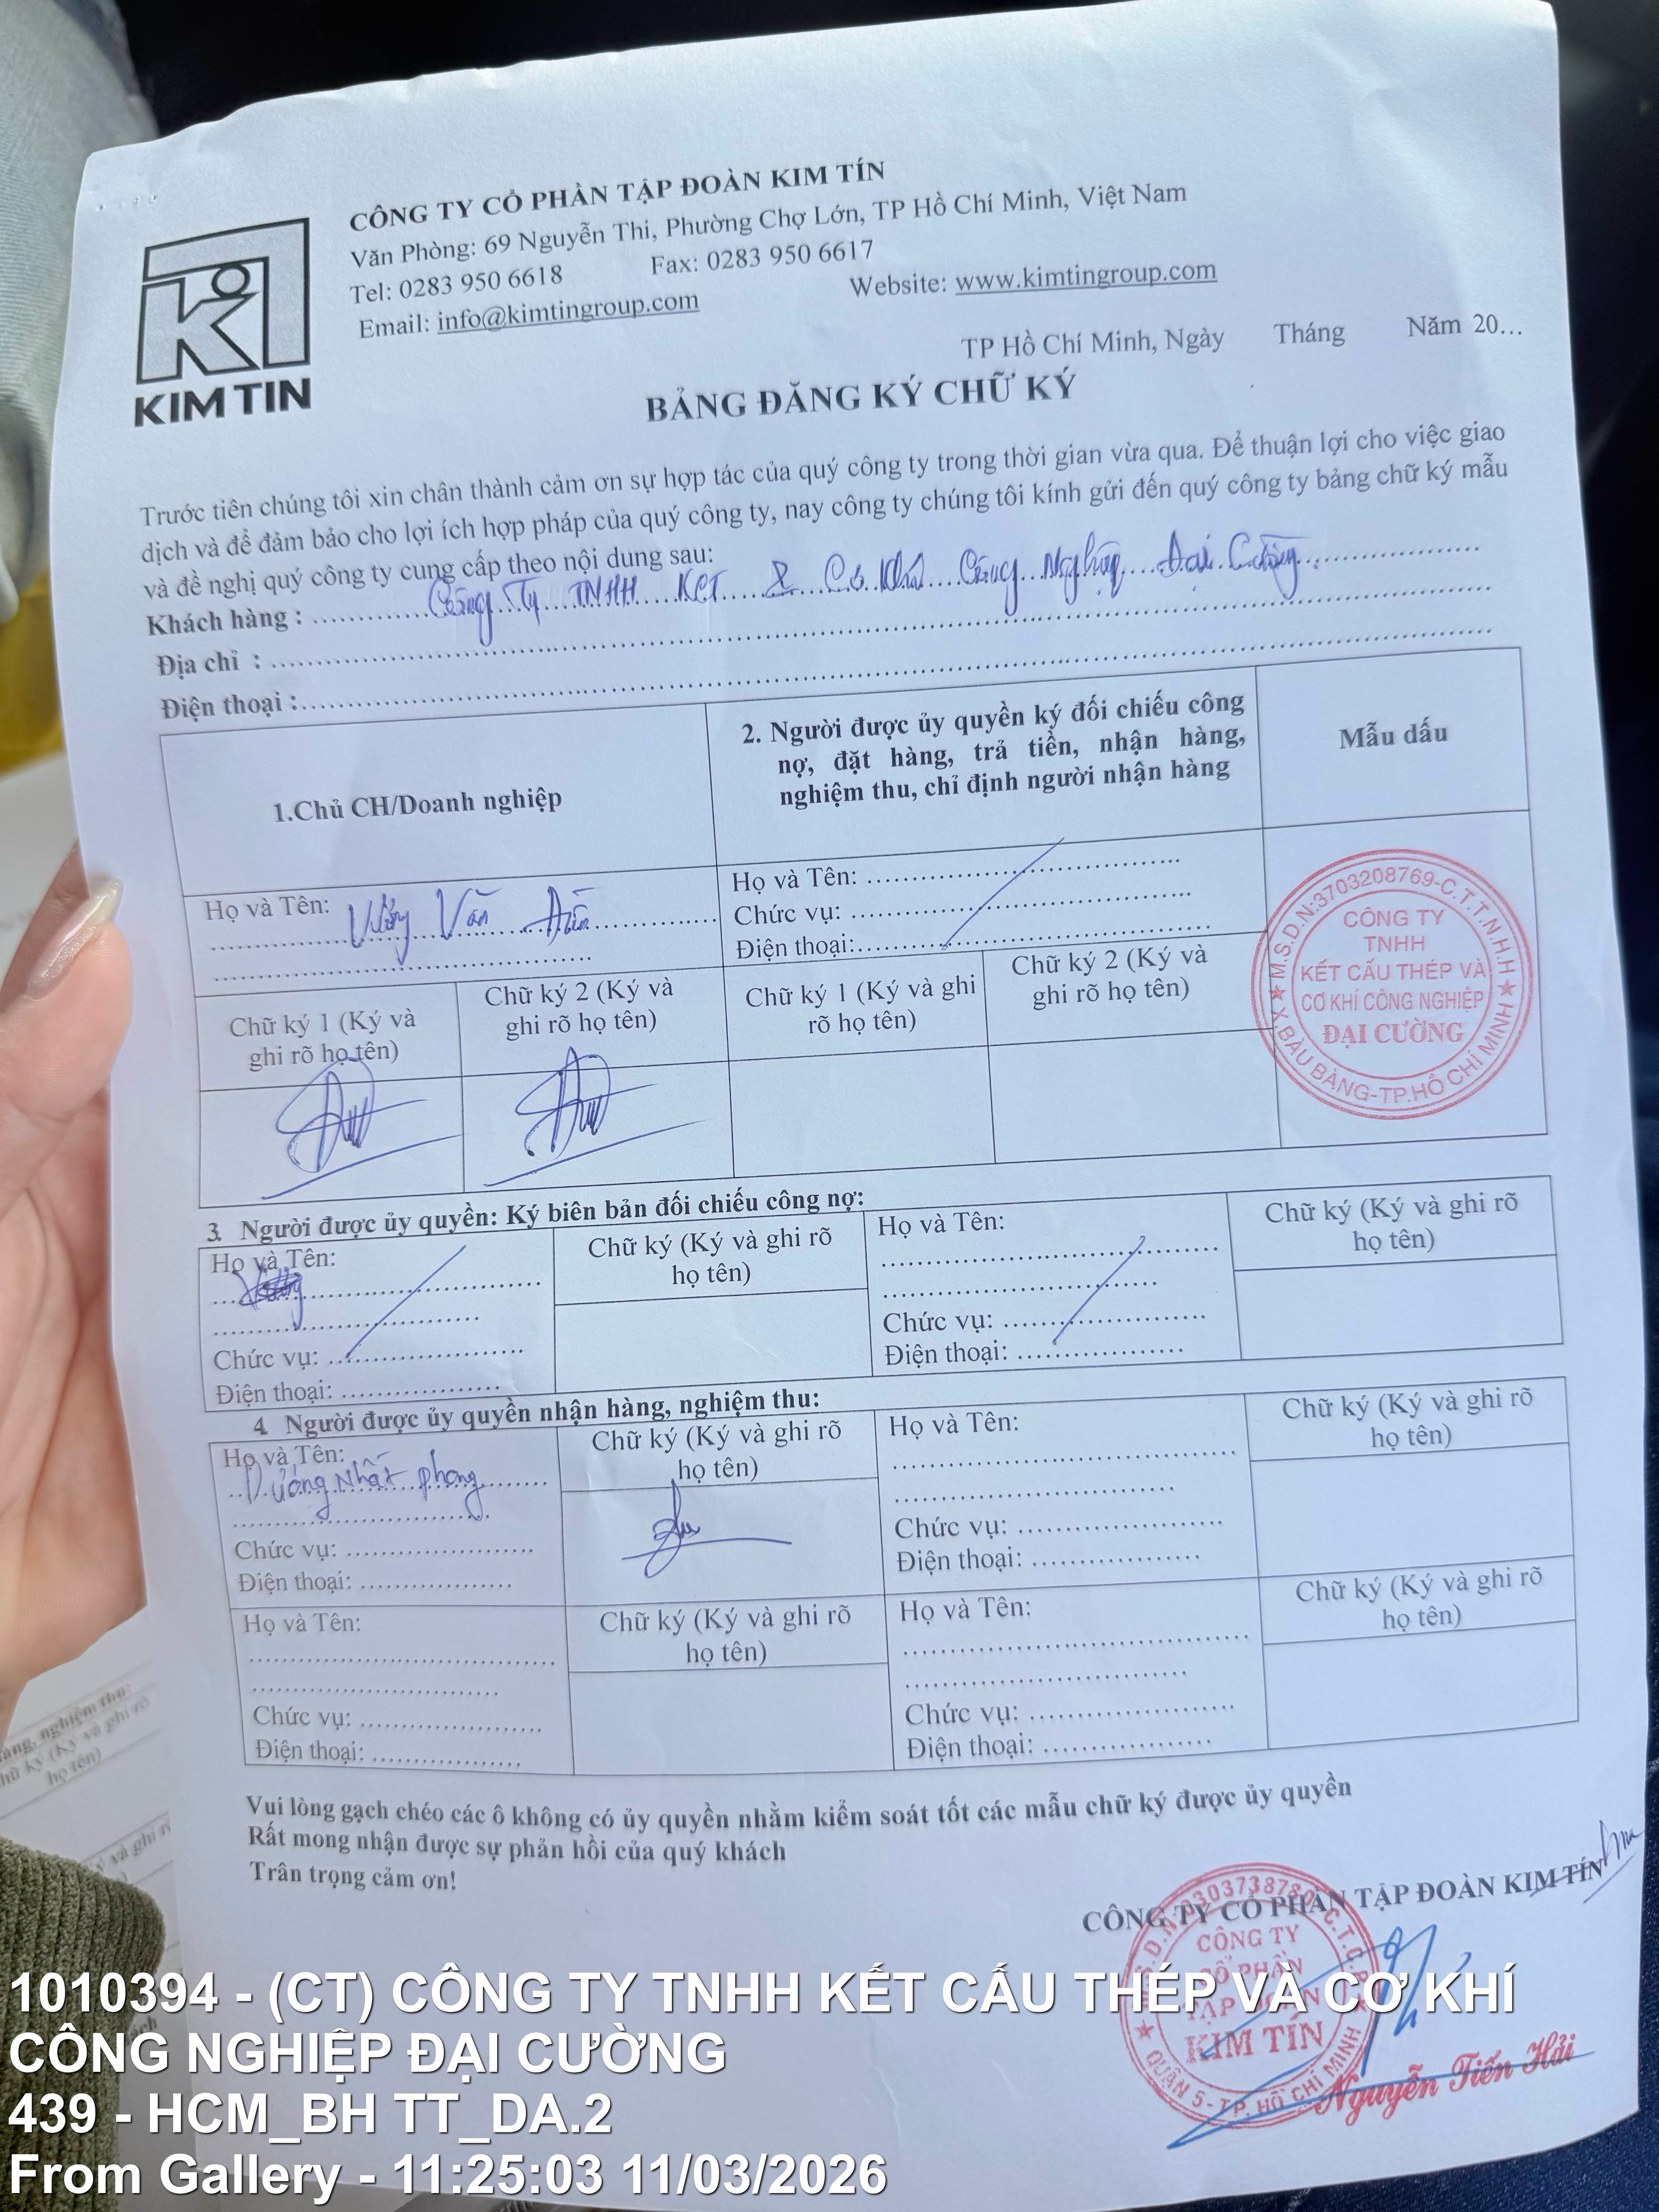 CÔNG TY CỔ PHẦN TẬP ĐOÀN KIM TÍN
Văn Phòng: 69 Nguyễn Thi, Phường Chợ Lớn, TP Hồ Chí Minh, Việt Nam
Tel: 0283 950 6618 Fax: 0283 950 6617
Email: info@kimtingroup.com Website: www.kimtingroup.com
KIM TIN
TP Hồ Chí Minh, Ngày Tháng Năm 20...
BẢNG ĐĂNG KÝ CHỮ KÝ
Trước tiên chúng tôi xin chân thành cảm ơn sự hợp tác của quý công ty trong thời gian vừa qua. Để thuận lợi cho việc giao
dịch và để đảm bảo cho lợi ích hợp pháp của quý công ty, nay công ty chúng tôi kính gửi đến quý công ty bảng chữ ký mẫu
và đề nghị quý công ty cung cấp theo nội dung sau:
Khách hàng : Công Ty TNHH KCT & Cơ Khí Công Nghiệp Đại Cường
Địa chỉ :
Điện thoại :
1.Chủ CH/Doanh nghiệp
2. Người được ủy quyền ký đối chiếu công
nợ, đặt hàng, trả tiền, nhận hàng,
nghiệm thu, chỉ định người nhận hàng
Mẫu dấu
Họ và Tên: Vương Văn
Họ và Tên:
Chức vụ:
Điện thoại:
Chữ ký 1 (Ký và
ghi rõ họ tên)
Chữ ký 2 (Ký và
ghi rõ họ tên)
Chữ ký 1 (Ký và ghi
rõ họ tên)
Chữ ký 2 (Ký và
ghi rõ họ tên)
M.S.D.N:3703208769-C.T.T.N.H.H
CÔNG TY
TNHH
KẾT CẤU THÉP VÀ
CƠ KHÍ CÔNG NGHIỆP
ĐẠI CƯỜNG
X.BÀU BÀNG-TP.HỒ CHÍ MINH
3. Người được ủy quyền: Ký biên bản đối chiếu công nợ:
Họ và Tên:
Chức vụ:
Điện thoại:
Chữ ký (Ký và ghi rõ
họ tên)
Họ và Tên:
Chức vụ:
Điện thoại:
Chữ ký (Ký và ghi rõ
họ tên)
4. Người được ủy quyền nhận hàng, nghiệm thu:
Họ và Tên:
Dương Nhất phong
Chức vụ:
Điện thoại:
Chữ ký (Ký và ghi rõ
họ tên)
Họ và Tên:
Chức vụ:
Điện thoại:
Chữ ký (Ký và ghi rõ
họ tên)
Họ và Tên:
Chức vụ:
Điện thoại:
Chữ ký (Ký và ghi rõ
họ tên)
Họ và Tên:
Chức vụ:
Điện thoại:
Chữ ký (Ký và ghi rõ
họ tên)
Vui lòng gạch chéo các ô không có ủy quyền nhằm kiểm soát tốt các mẫu chữ ký được ủy quyền
Rất mong nhận được sự phản hồi của quý khách
Trân trọng cảm ơn!
CÔNG TY CỔ PHẦN TẬP ĐOÀN KIM TÍN
CÔNG TY
CỔ PHẦN
TẬP ĐOÀN
KIM TÍN
QUẬN 5-TP. HỒ CHÍ MINH
Nguyễn Tiến Hải
1010394 - (CT) CÔNG TY TNHH KẾT CẤU THÉP VÀ CƠ KHÍ
CÔNG NGHIỆP ĐẠI CƯỜNG
439 - HCM_BH TT_DA.2
From Gallery - 11:25:03 11/03/2026